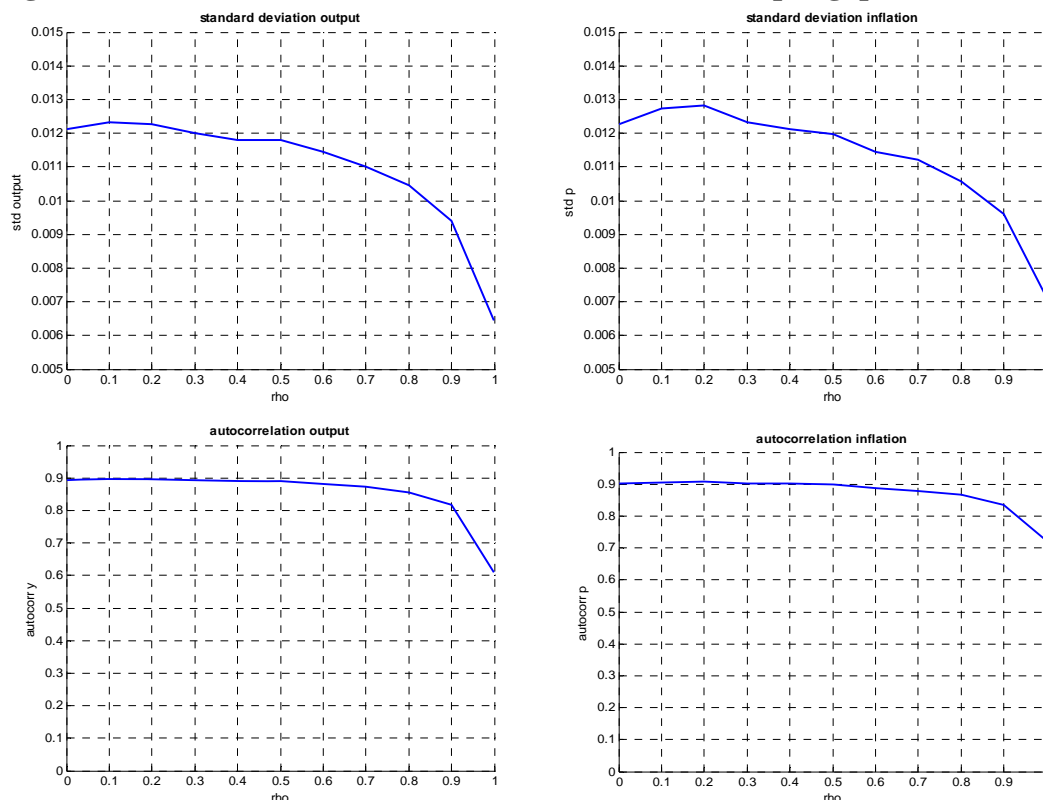 standard deviation output
0.015
0.014
0.013
0.012
0.011
0.01
0.009
0.008
0.007
0.006
0.005
std output
0 0.1 0.2 0.3 0.4 0.5 0.6 0.7 0.8 0.9 1
rho
standard deviation inflation
0.015
0.014
0.013
0.012
0.011
0.01
0.009
0.008
0.007
0.006
0.005
std p
0 0.1 0.2 0.3 0.4 0.5 0.6 0.7 0.8 0.9
rho
autocorrelation output
1
0.9
0.8
0.7
0.6
0.5
0.4
0.3
0.2
0.1
0
autocorr y
0 0.1 0.2 0.3 0.4 0.5 0.6 0.7 0.8 0.9 1
rho
autocorrelation inflation
1
0.9
0.8
0.7
0.6
0.5
0.4
0.3
0.2
0.1
0
autocorr p
0 0.1 0.2 0.3 0.4 0.5 0.6 0.7 0.8 0.9
rho